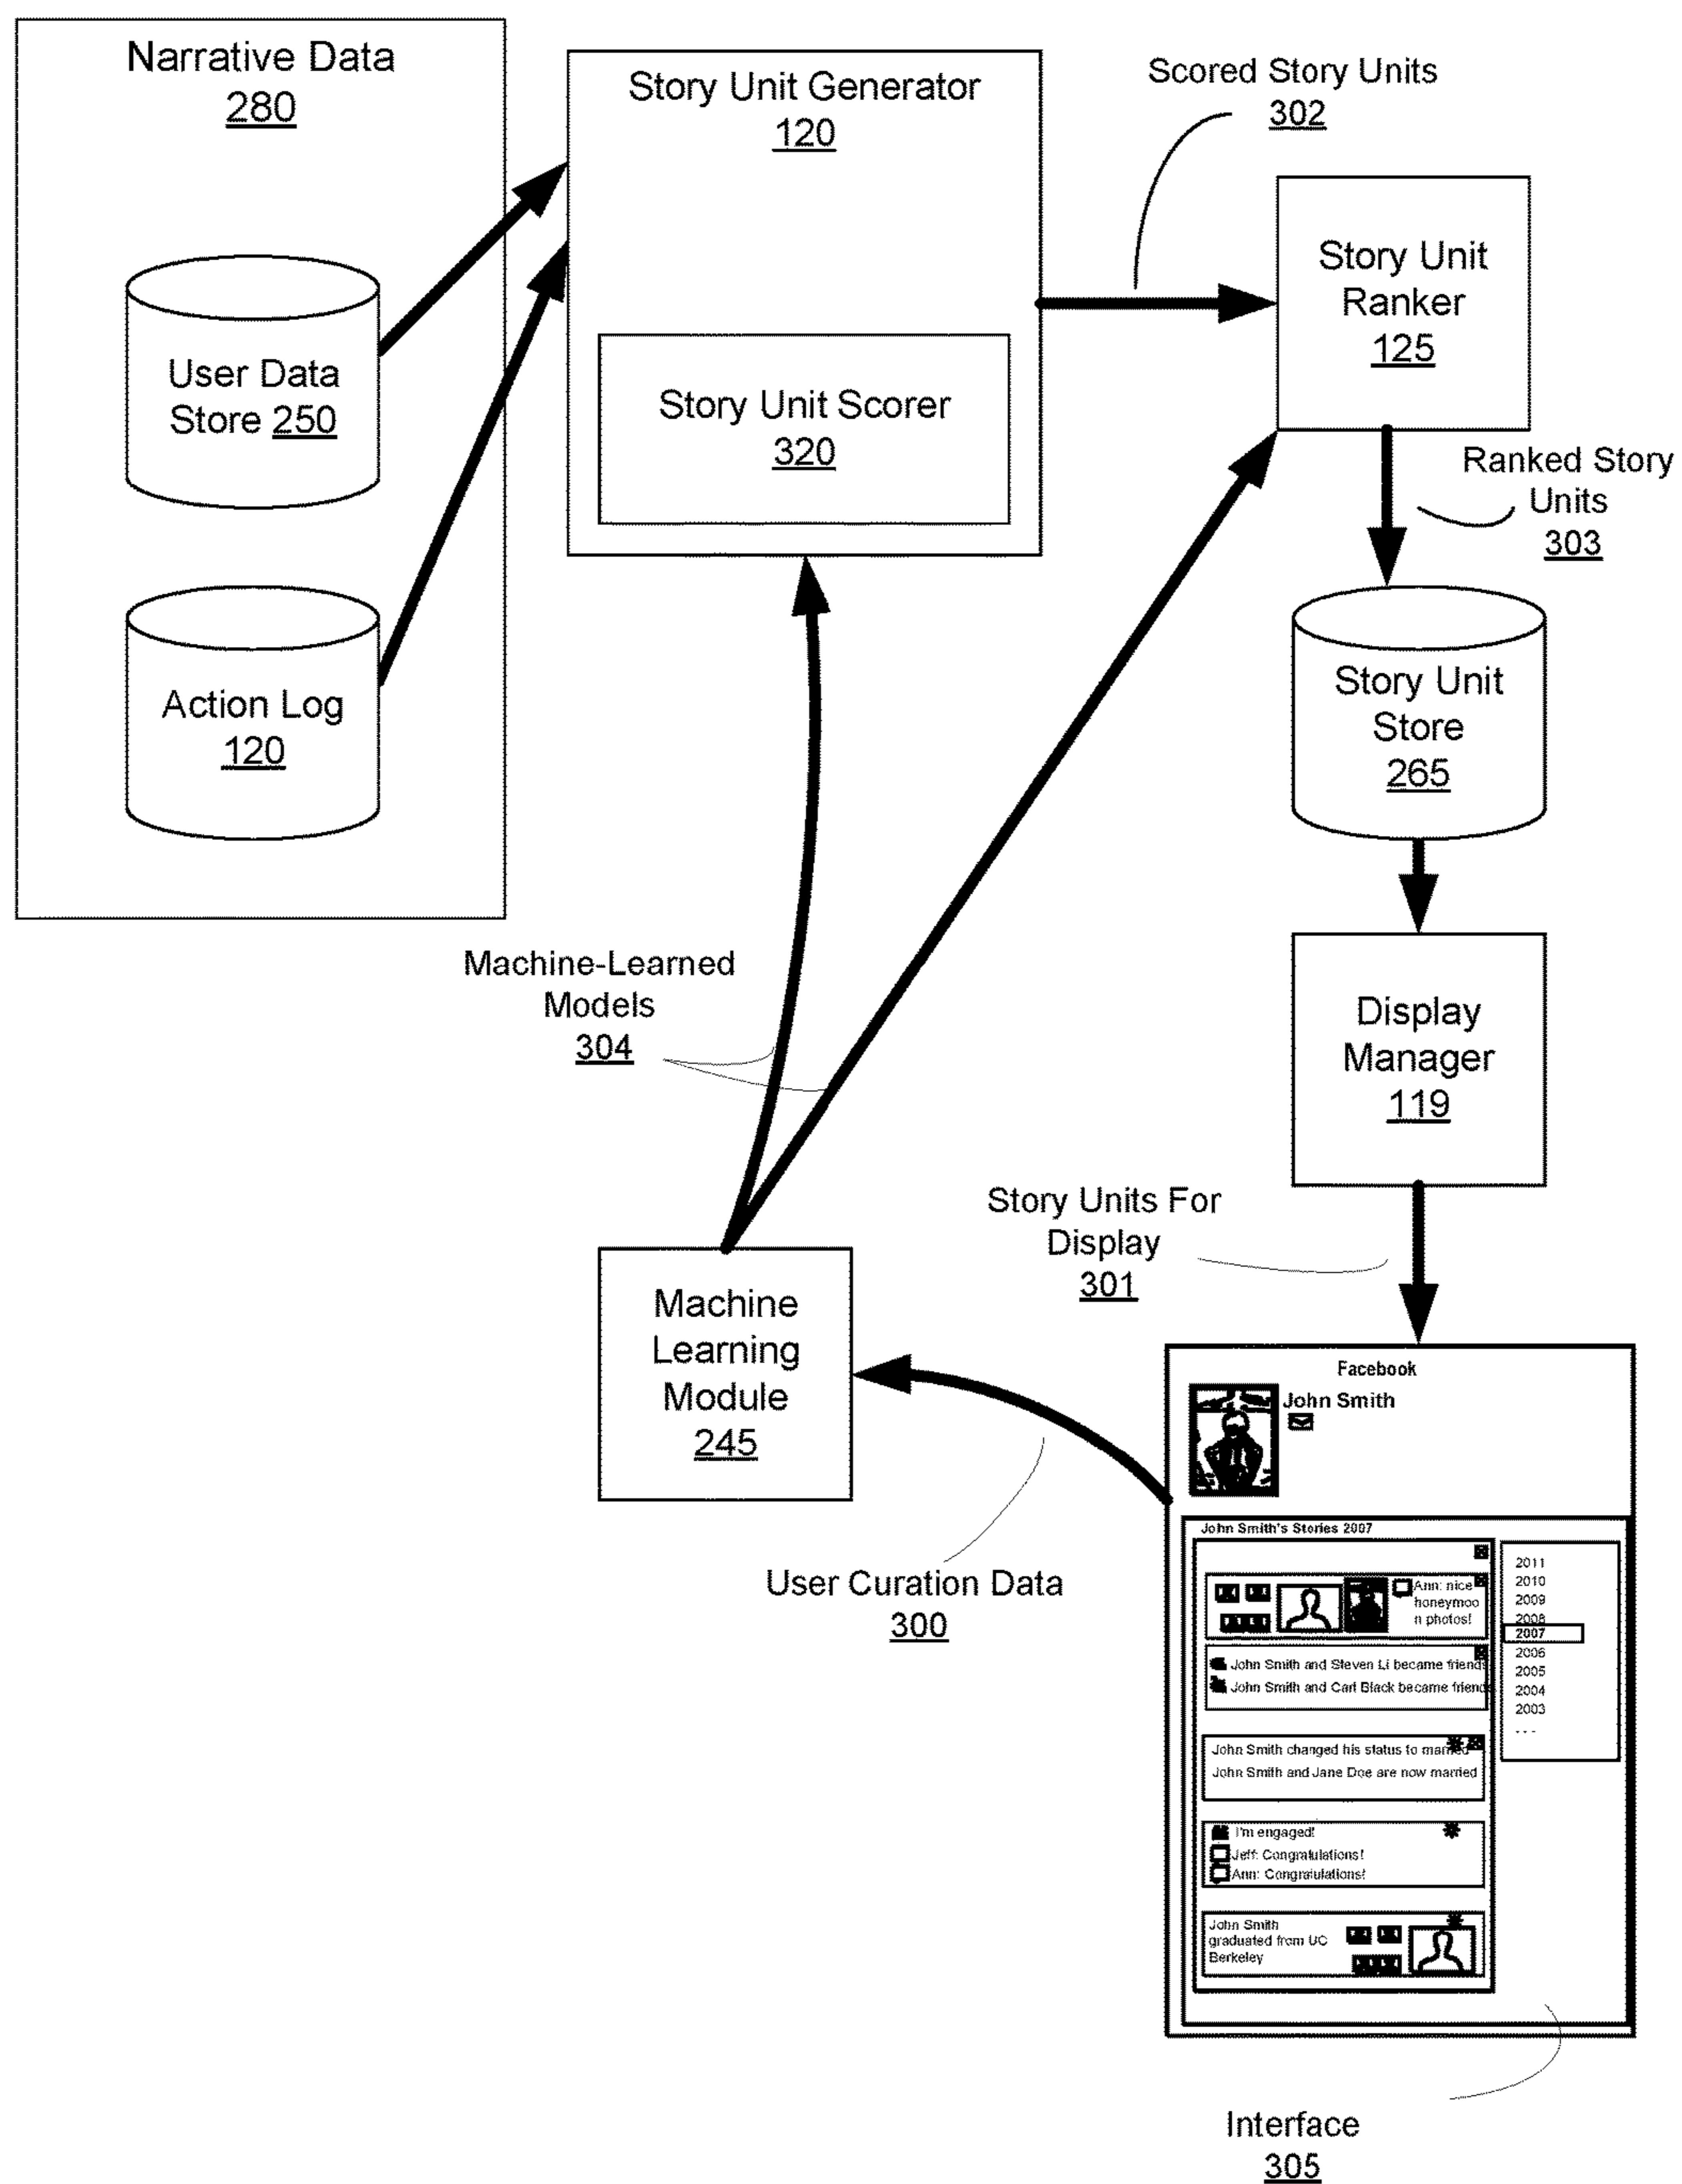 Narrative Data
280
User Data
Store 250
Action Log
120
Story Unit Generator
120
Story Unit Scorer
320
Scored Story Units
302
Story Unit
Ranker
125
Ranked Story
Units
303
Story Unit
Store
265
Display
Manager
119
Machine-Learned
Models
304
Story Units For
Display
301
Machine
Learning
Module
245
User Curation Data
300
Facebook
John Smith
John Smith's Stories 2007
Ann: nice
honeymoo
n photos!
John Smith and Steven Li became friends
John Smith and Carl Black became friends
John Smith changed his status to married
John Smith and Jane Doe are now married
I'm engaged!
Jeff: Congratulations!
Ann: Congratulations!
John Smith
graduated from UC
Berkeley
2011
2010
2009
2008
2007
2006
2005
2004
2003
...
Interface
305